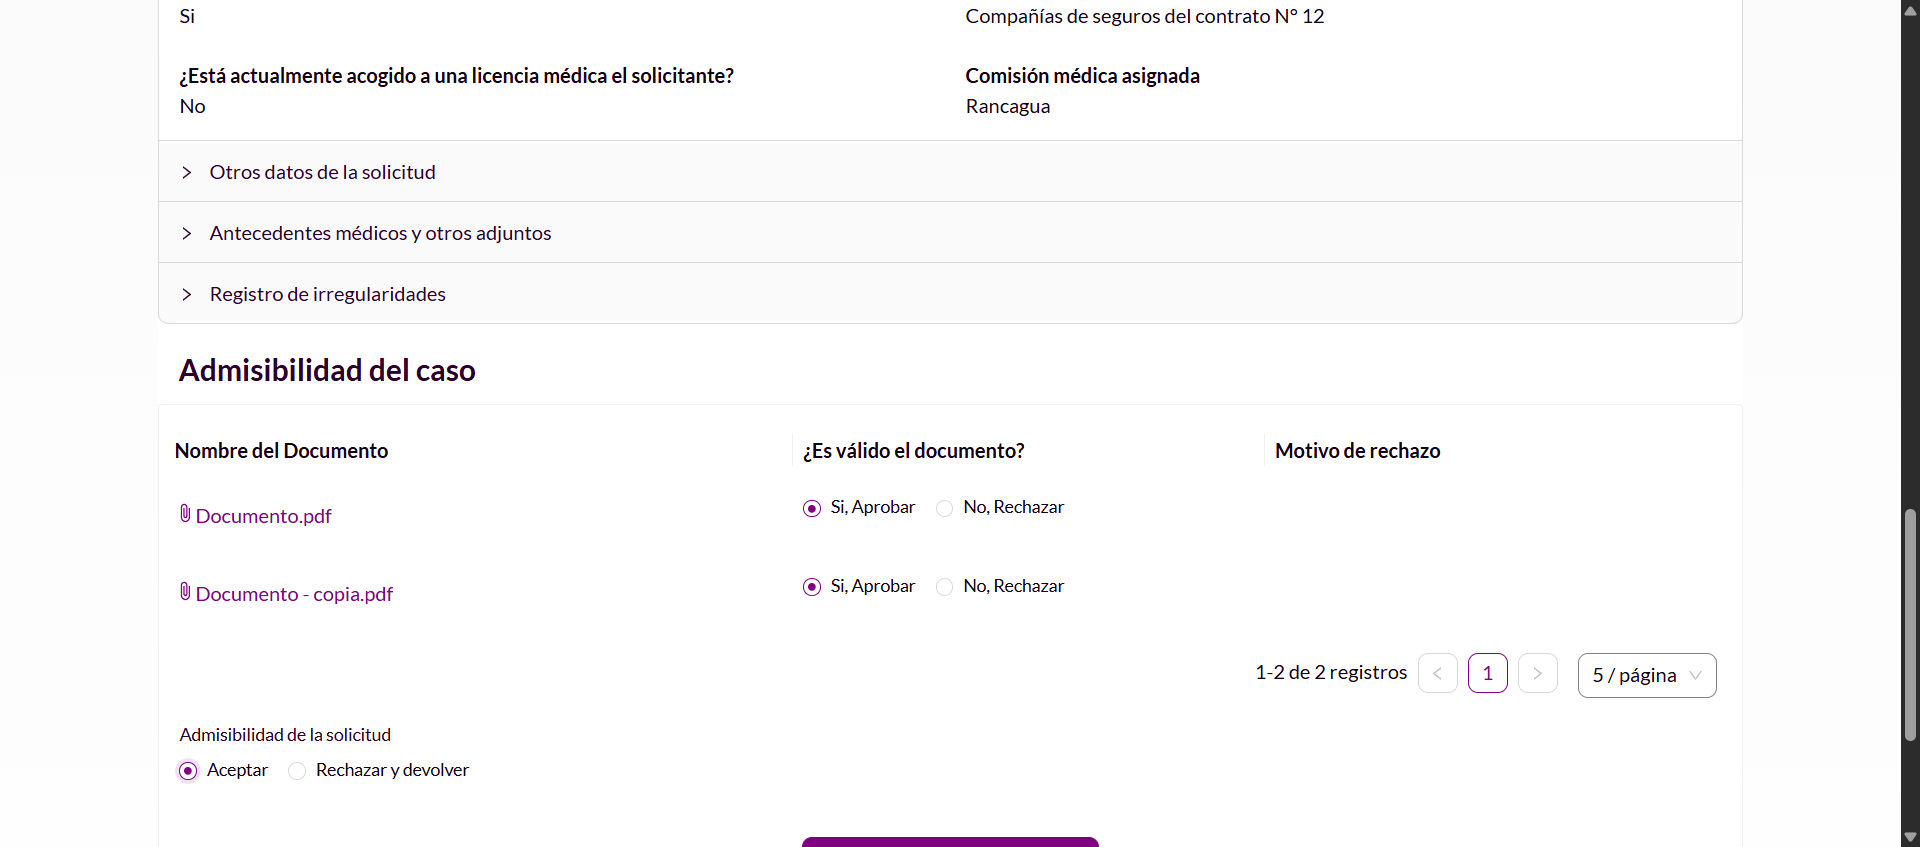 Si
Compañías de seguros del contrato N° 12
¿Está actualmente acogido a una licencia médica el solicitante?
Comisión médica asignada
No
Rancagua
Otros datos de la solicitud
Antecedentes médicos y otros adjuntos
Registro de irregularidades
Admisibilidad del caso
Nombre del Documento
¿Es válido el documento?
Motivo de rechazo
Documento.pdf
Si, Aprobar
No, Rechazar
Documento - copia.pdf
Si, Aprobar
No, Rechazar
1-2 de 2 registros
1
5 / página
Admisibilidad de la solicitud
Aceptar
Rechazar y devolver